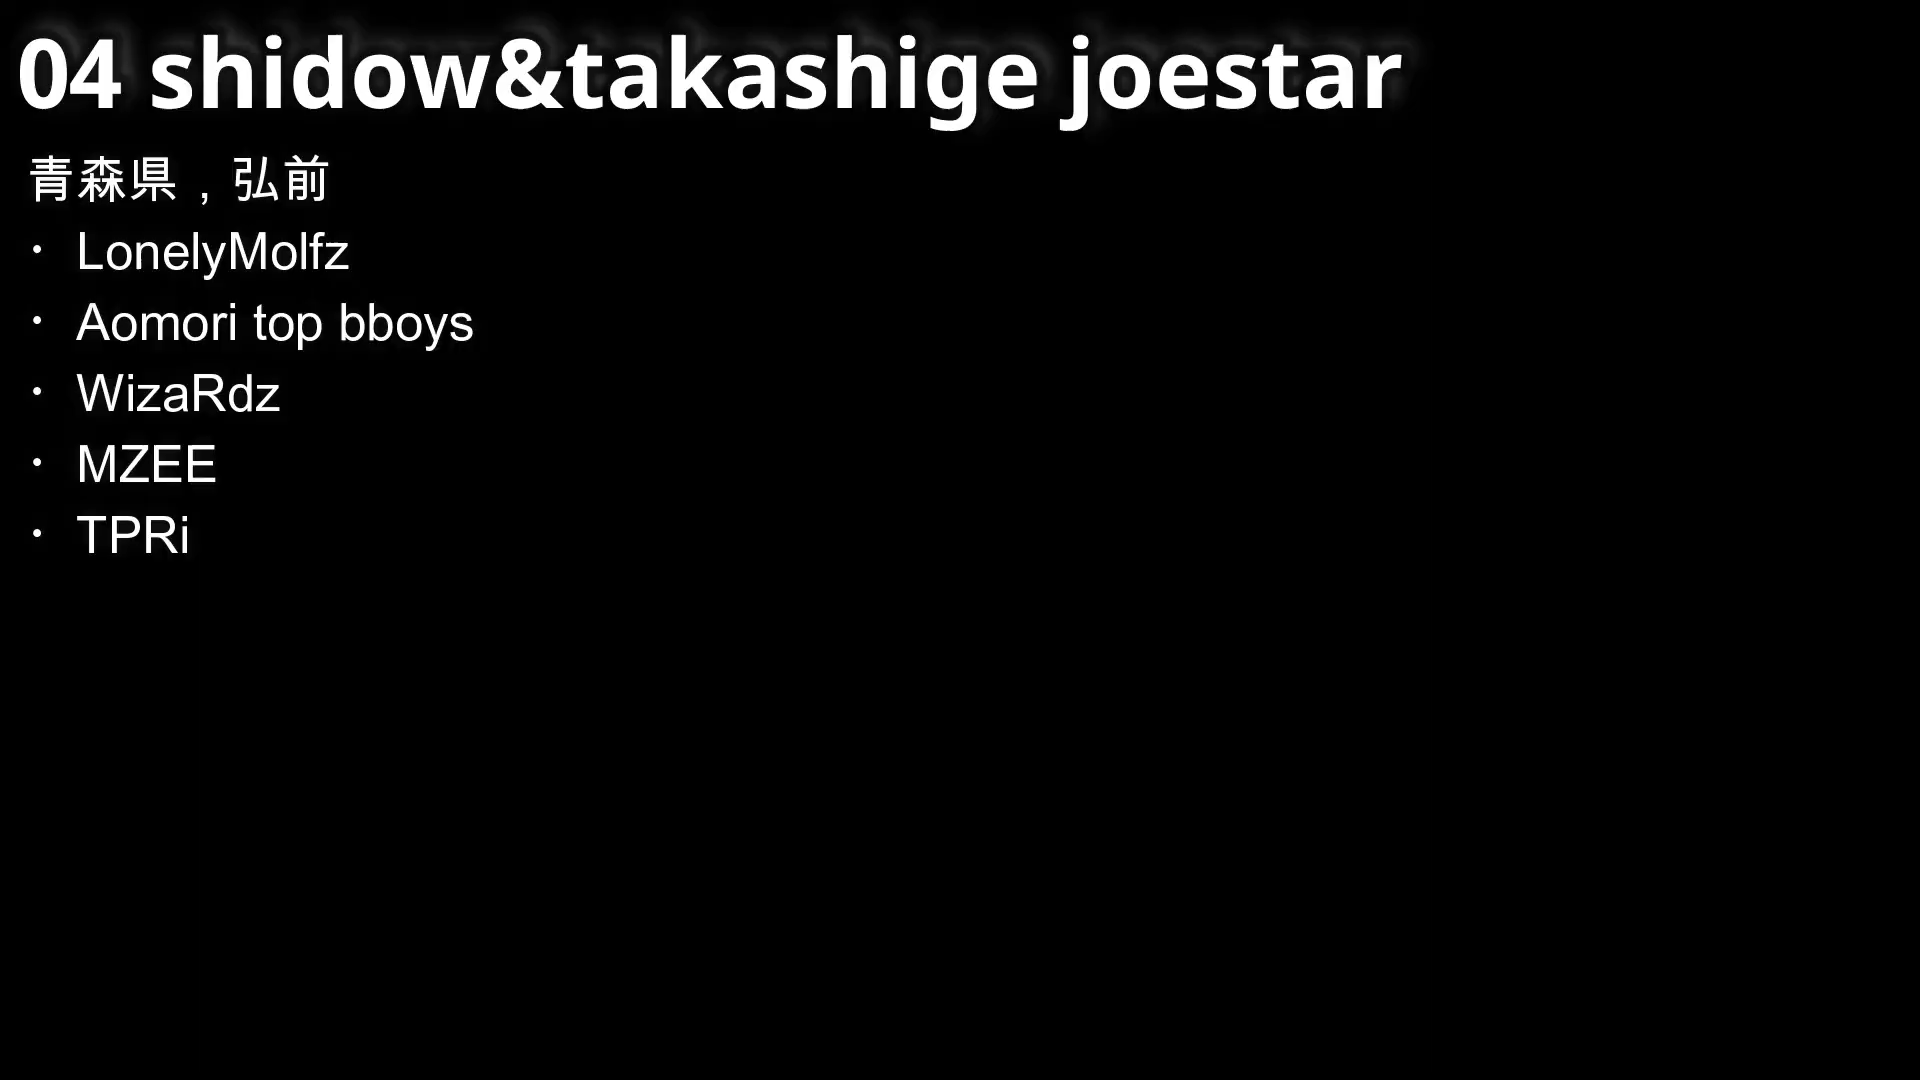 04 shidow&takashige joestar
青森県，弘前
・ LonelyMolfz
・ Aomori top bboys
・ WizaRdz
・ MZEE
・ TPRi